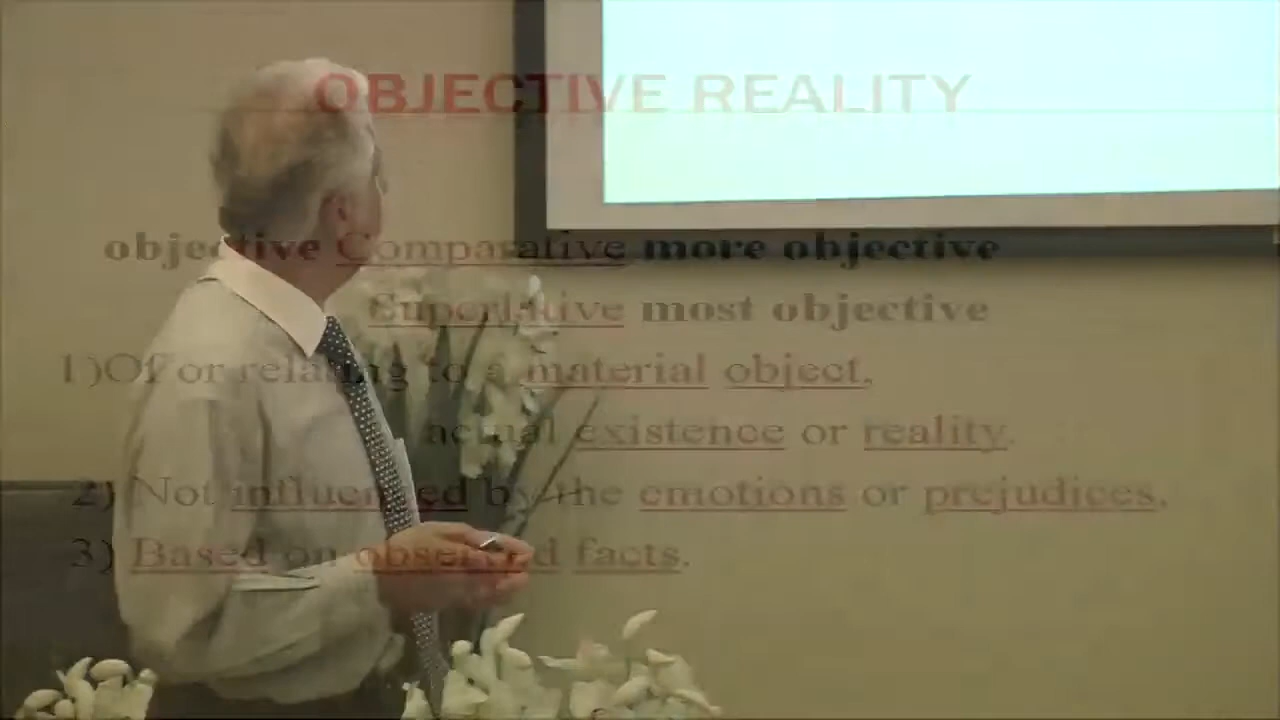 OBJECTIVE REALITY
objective Comparative more objective
Superlative most objective
1)Of or relating to a material object,
actual existence or reality.
2) Not influenced by the emotions or prejudices.
3) Based on observed facts.